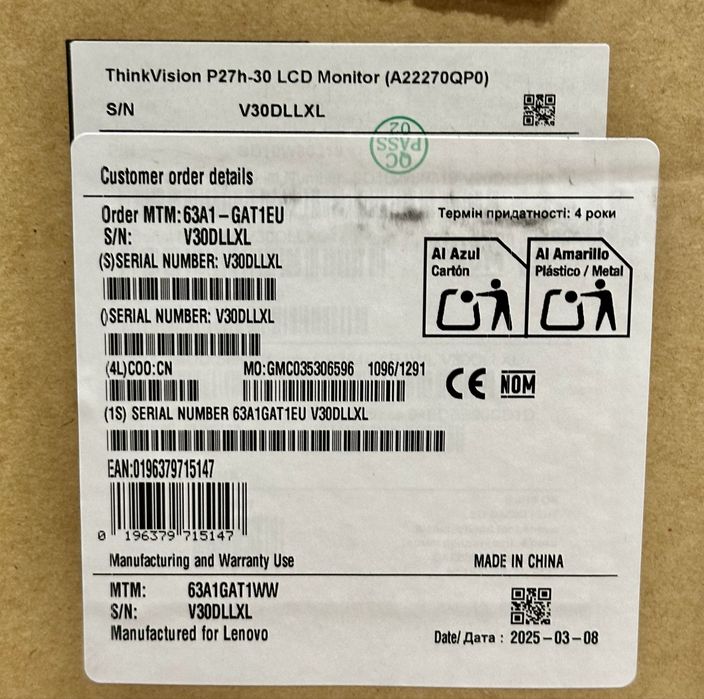 ThinkVision P27h-30 LCD Monitor (A22270QP0)
S/N V30DLLXL
QC PASS 02
Customer order details
Order MTM:63A1-GAT1EU
Термін придатності: 4 роки
S/N: V30DLLXL
(S)SERIAL NUMBER: V30DLLXL
Al Azul
Cartón
Al Amarillo
Plástico / Metal
()SERIAL NUMBER: V30DLLXL
(4L)COO:CN MO:GMC035306596 1096/1291
CE NOM
(1S) SERIAL NUMBER 63A1GAT1EU V30DLLXL
EAN:0196379715147
0 196379 715147
Manufacturing and Warranty Use MADE IN CHINA
MTM: 63A1GAT1WW
S/N: V30DLLXL
Manufactured for Lenovo
Date/Дата : 2025-03-08